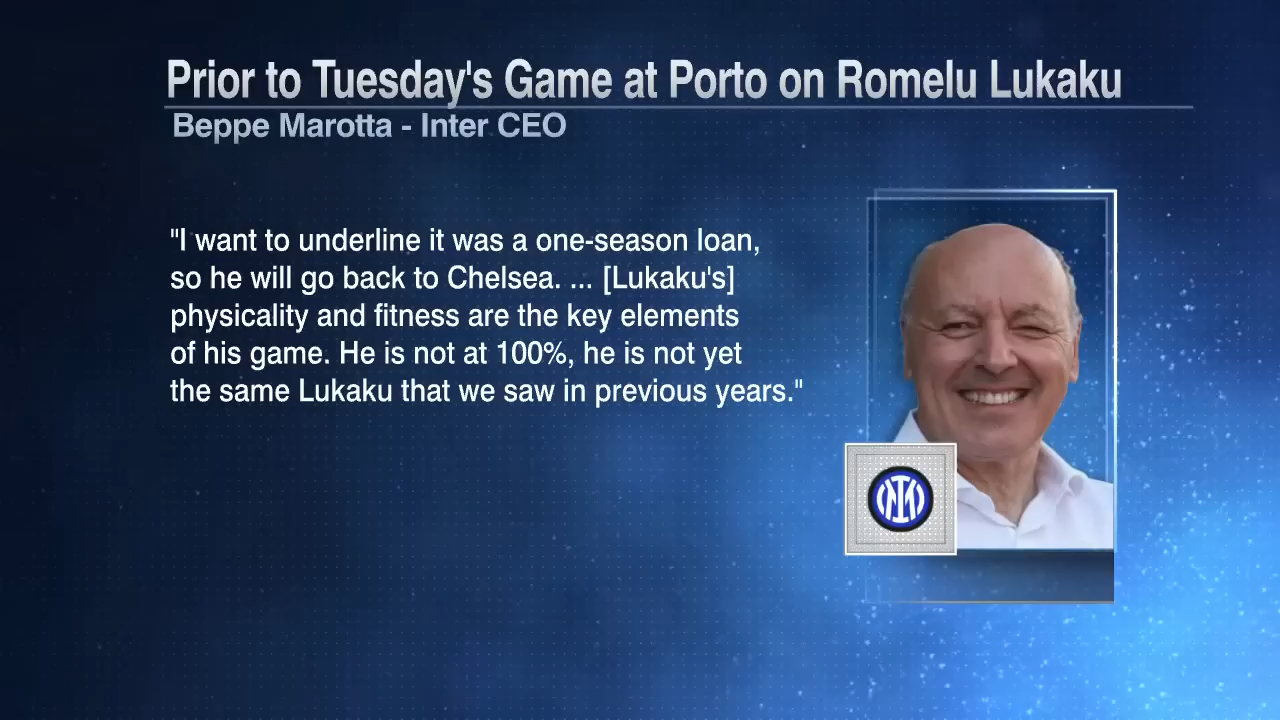 Prior to Tuesday's Game at Porto on Romelu Lukaku
Beppe Marotta - Inter CEO
"I want to underline it was a one-season loan,
so he will go back to Chelsea. ... [Lukaku's]
physicality and fitness are the key elements
of his game. He is not at 100%, he is not yet
the same Lukaku that we saw in previous years."